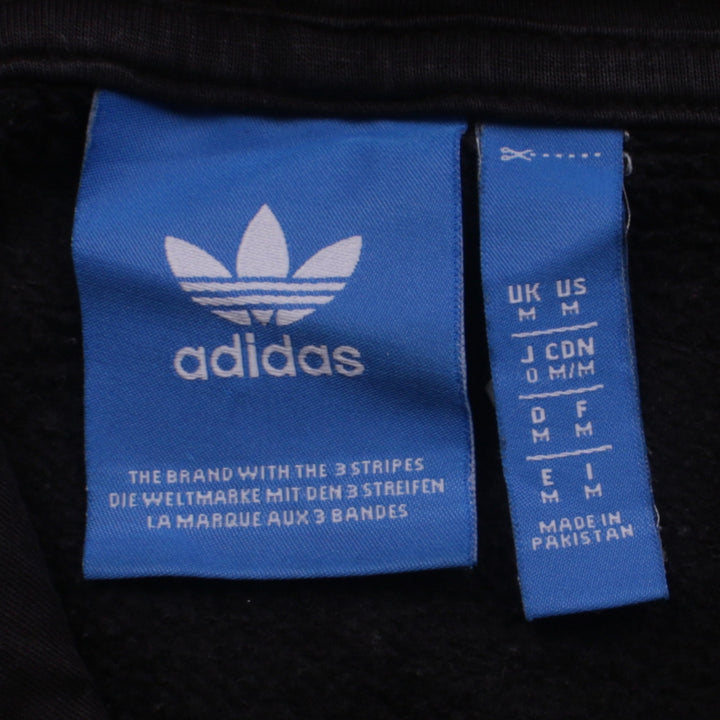 adidas
THE BRAND WITH THE 3 STRIPES
DIE WELTMARKE MIT DEN 3 STREIFEN
LA MARQUE AUX 3 BANDES
UK US
M M
J CDN
O M/M
D F
M M
E I
M M
MADE IN
PAKISTAN